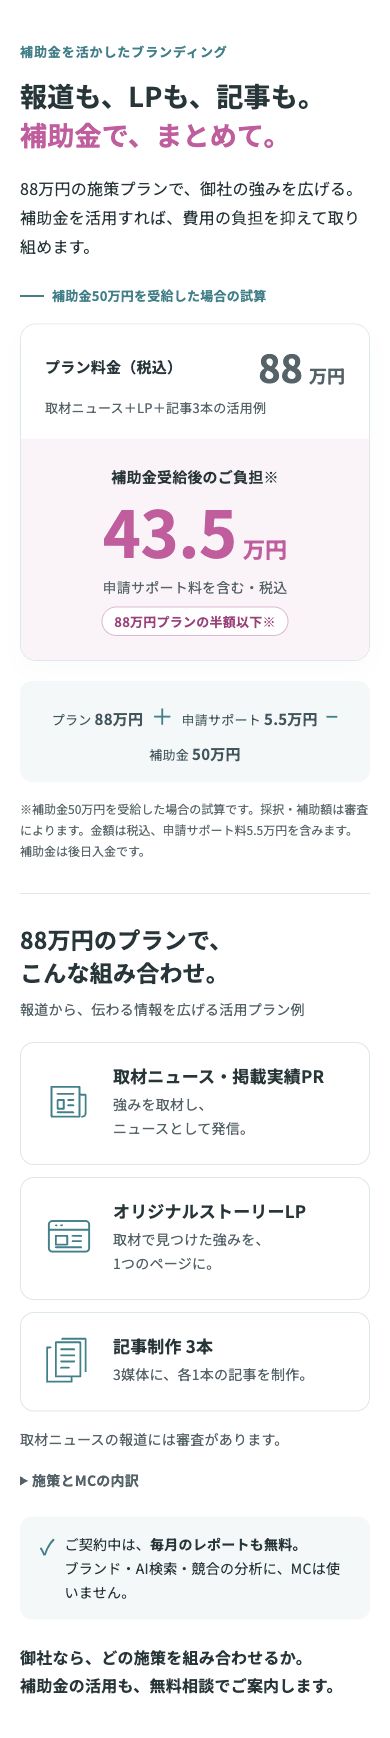 補助金を活かしたブランディング
報道も、LPも、記事も。
補助金で、まとめて。
88万円の施策プランで、御社の強みを広げる。
補助金を活用すれば、費用の負担を抑えて取り
組めます。
補助金50万円を受給した場合の試算
プラン料金（税込） 88 万円
取材ニュース＋LP＋記事3本の活用例
補助金受給後のご負担※
43.5 万円
申請サポート料を含む・税込
88万円プランの半額以下※
プラン 88万円 ＋ 申請サポート 5.5万円 −
補助金 50万円
※補助金50万円を受給した場合の試算です。採択・補助額は審査
によります。金額は税込、申請サポート料5.5万円を含みます。
補助金は後日入金です。
88万円のプランで、
こんな組み合わせ。
報道から、伝わる情報を広げる活用プラン例
取材ニュース・掲載実績PR
強みを取材し、
ニュースとして発信。
オリジナルストーリーLP
取材で見つけた強みを、
1つのページに。
記事制作 3本
3媒体に、各1本の記事を制作。
取材ニュースの報道には審査があります。
▶ 施策とMCの内訳
✓ ご契約中は、毎月のレポートも無料。
ブランド・AI検索・競合の分析に、MCは使
いません。
御社なら、どの施策を組み合わせるか。
補助金の活用も、無料相談でご案内します。